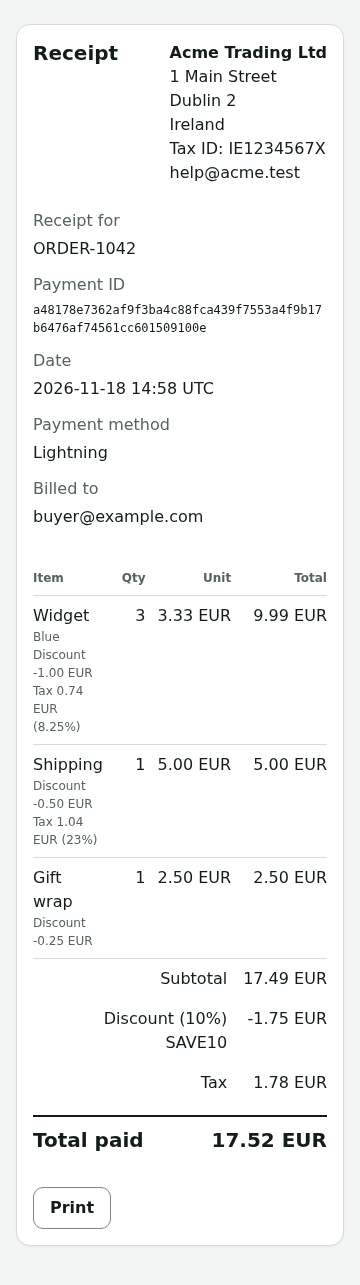 Receipt
Acme Trading Ltd
1 Main Street
Dublin 2
Ireland
Tax ID: IE1234567X
help@acme.test
Receipt for
ORDER-1042
Payment ID
a48178e7362af9f3ba4c88fca439f7553a4f9b17
b6476af74561cc601509100e
Date
2026-11-18 14:58 UTC
Payment method
Lightning
Billed to
buyer@example.com
Item Qty Unit Total
Widget 3 3.33 EUR 9.99 EUR
Blue
Discount
-1.00 EUR
Tax 0.74
EUR
(8.25%)
Shipping 1 5.00 EUR 5.00 EUR
Discount
-0.50 EUR
Tax 1.04
EUR (23%)
Gift 1 2.50 EUR 2.50 EUR
wrap
Discount
-0.25 EUR
Subtotal 17.49 EUR
Discount (10%) -1.75 EUR
SAVE10
Tax 1.78 EUR
Total paid 17.52 EUR
Print